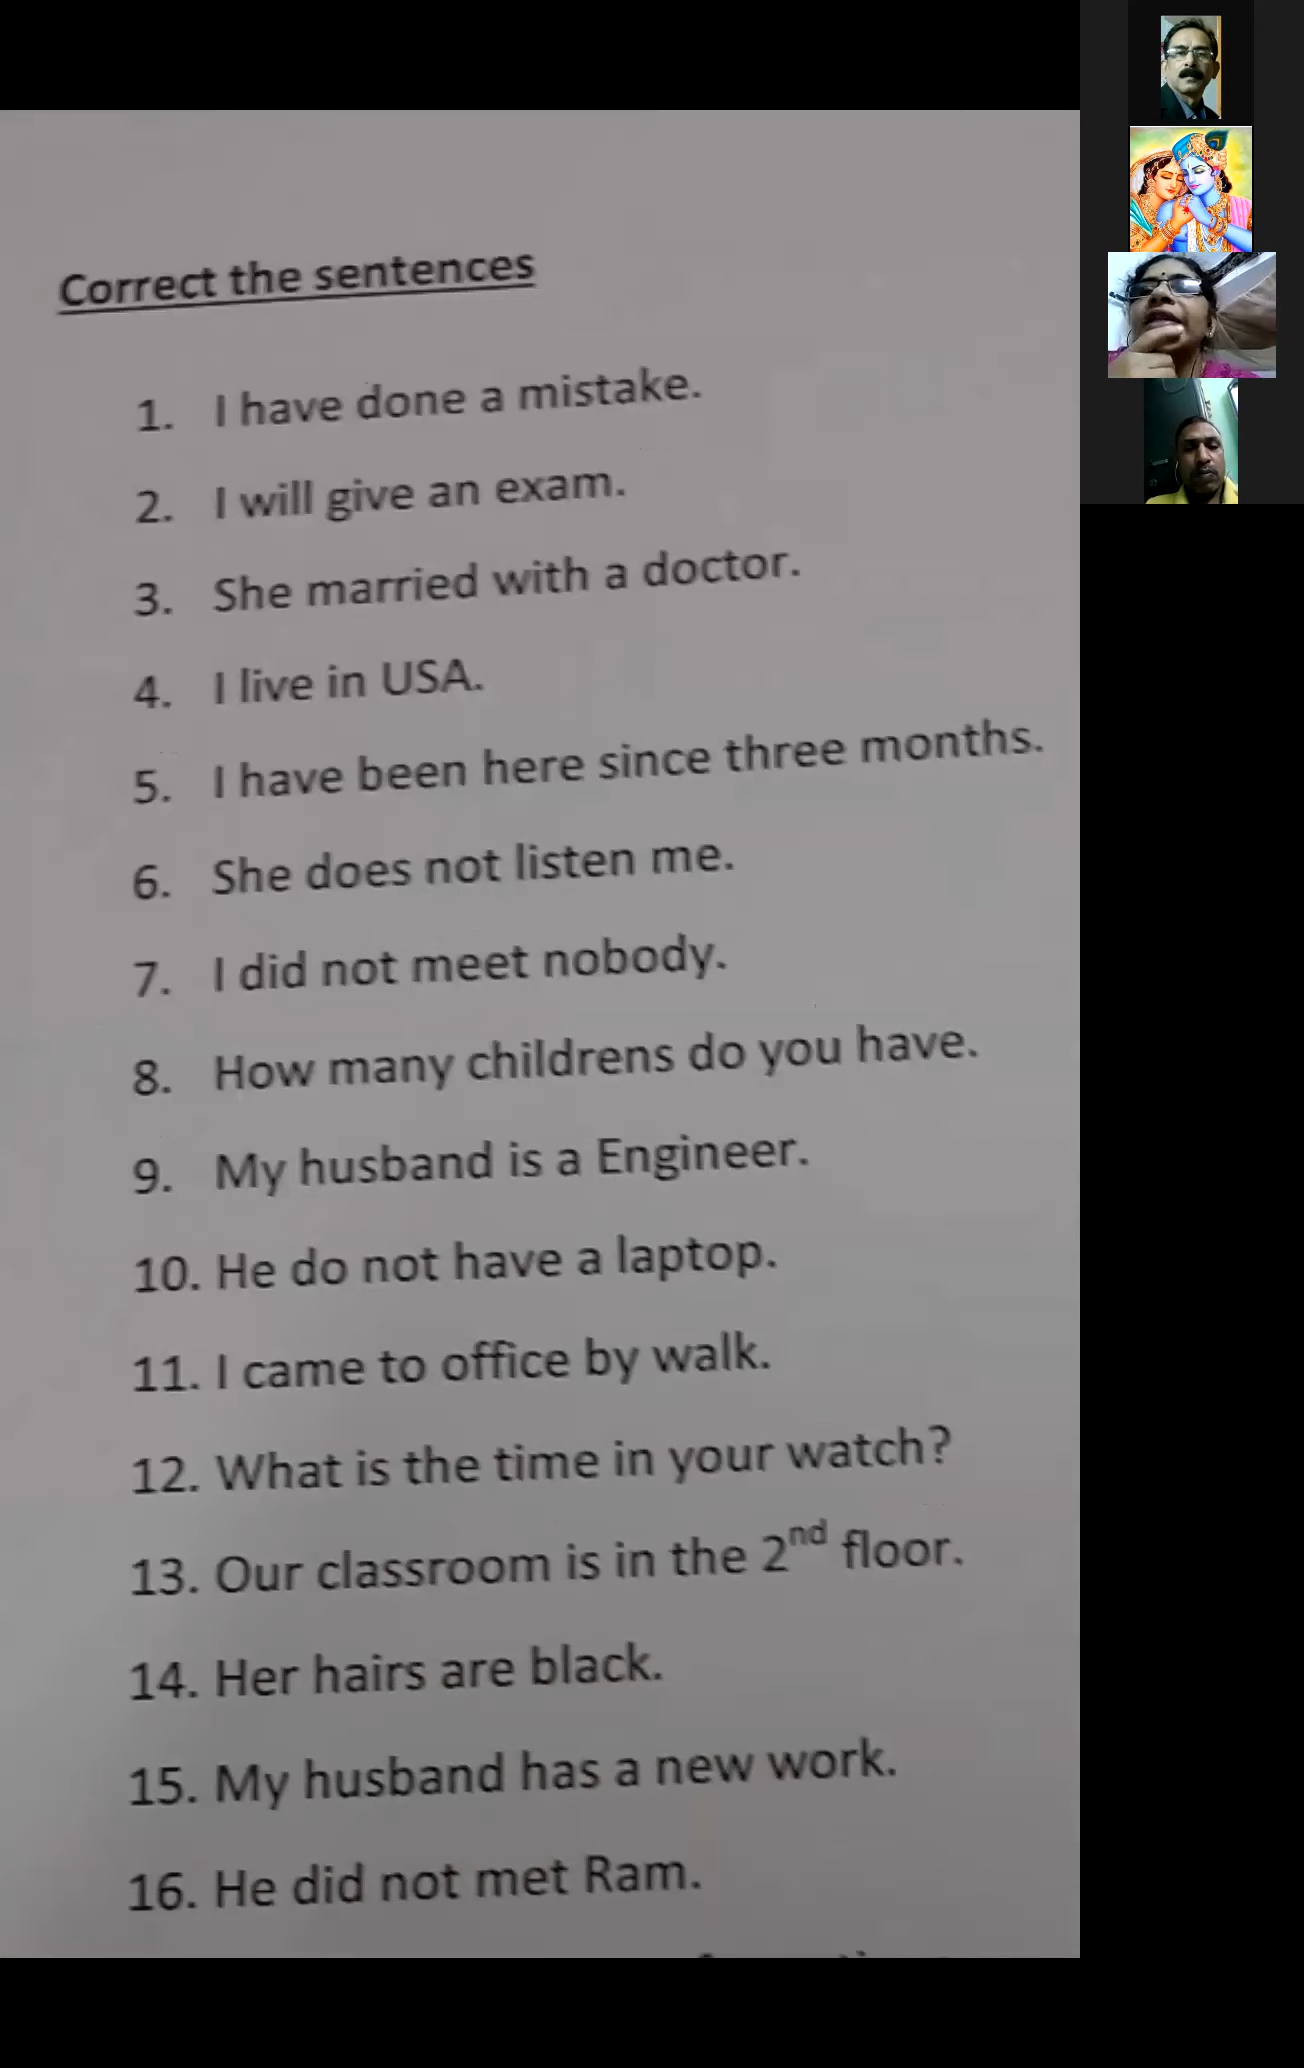 Correct the sentences
1. I have done a mistake.
2. I will give an exam.
3. She married with a doctor.
4. I live in USA.
5. I have been here since three months.
6. She does not listen me.
7. I did not meet nobody.
8. How many childrens do you have.
9. My husband is a Engineer.
10. He do not have a laptop.
11. I came to office by walk.
12. What is the time in your watch?
13. Our classroom is in the 2nd floor.
14. Her hairs are black.
15. My husband has a new work.
16. He did not met Ram.